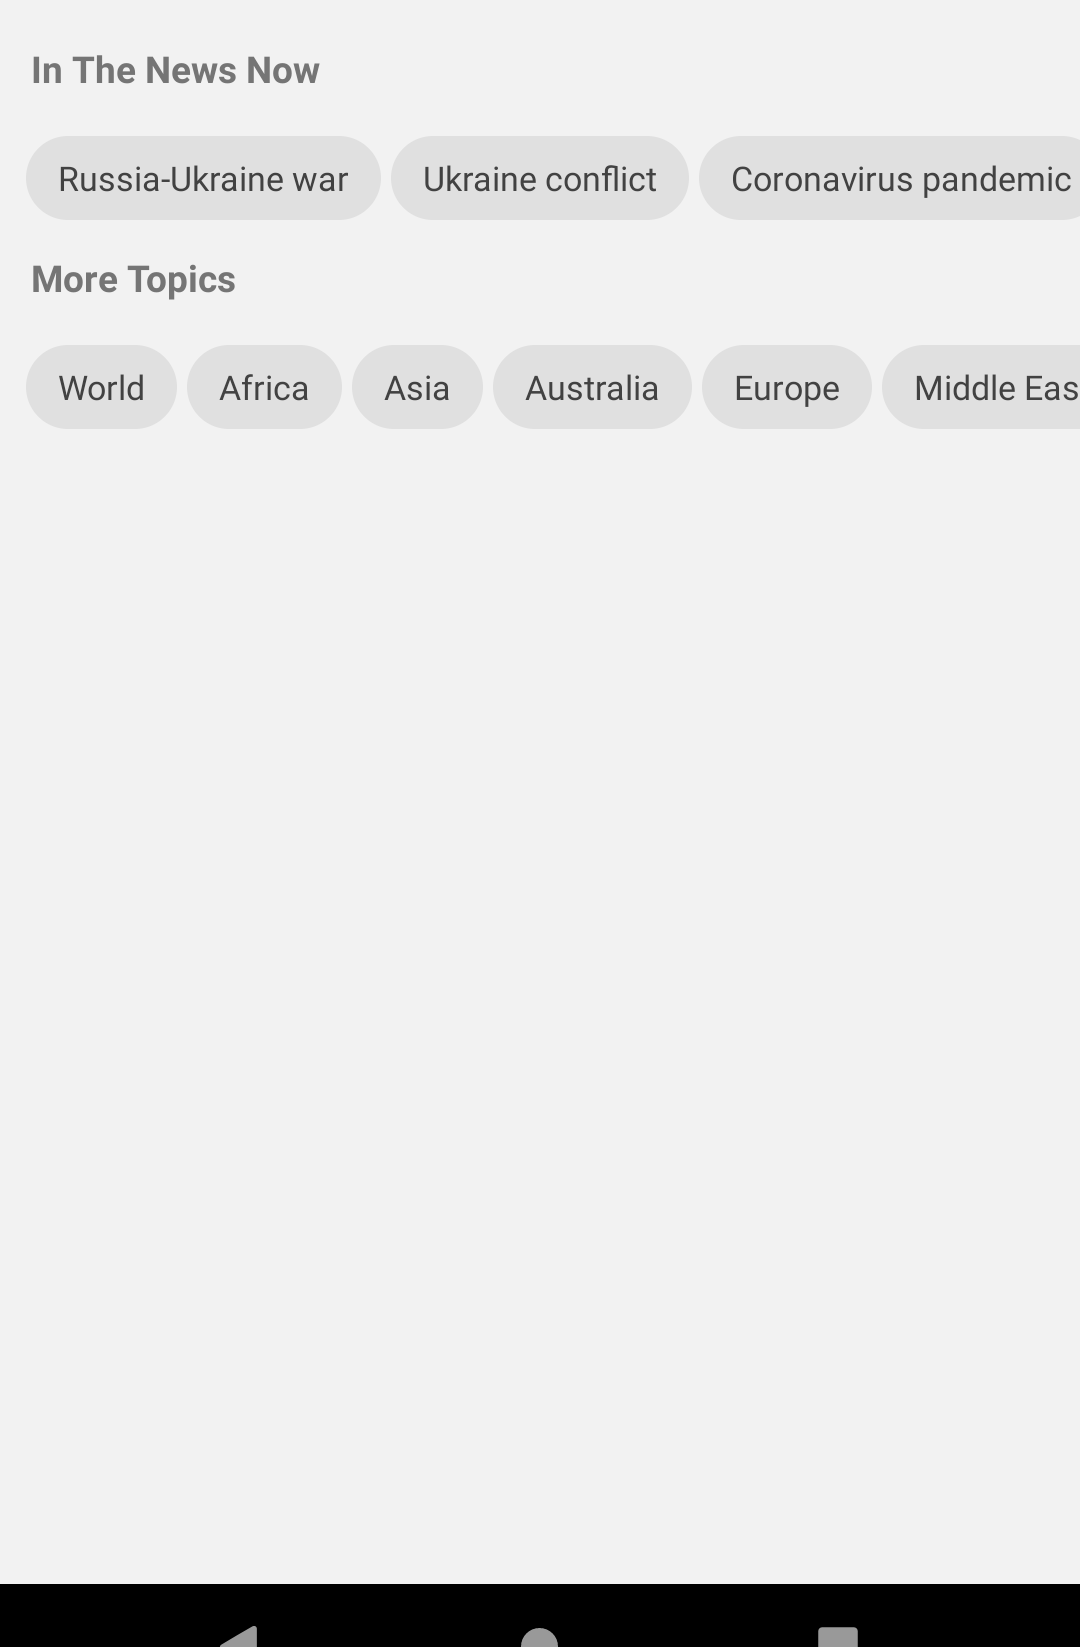 In The News Now
Russia-Ukraine war Ukraine conflict Coronavirus pandemic
More Topics
World Africa Asia Australia Europe Middle Eas